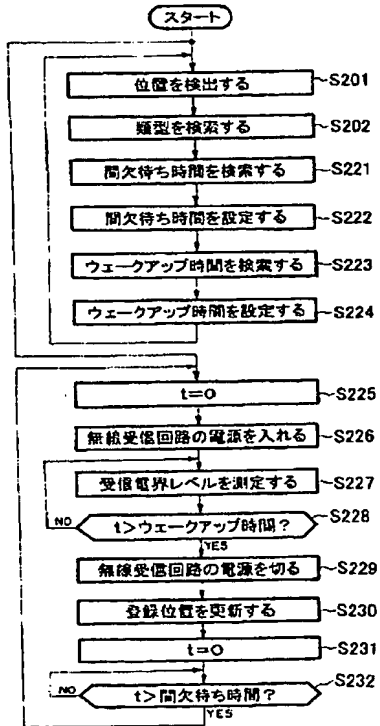 スタート
位置を検出する S201
類型を検索する S202
間欠待ち時間を検索する S221
間欠待ち時間を設定する S222
ウェークアップ時間を検索する S223
ウェークアップ時間を設定する S224
t=0 S225
無線受信回路の電源を入れる S226
受信電界レベルを測定する S227
t>ウェークアップ時間? S228
NO
YES
無線受信回路の電源を切る S229
登録位置を更新する S230
t=0 S231
t>間欠待ち時間? S232
NO
YES